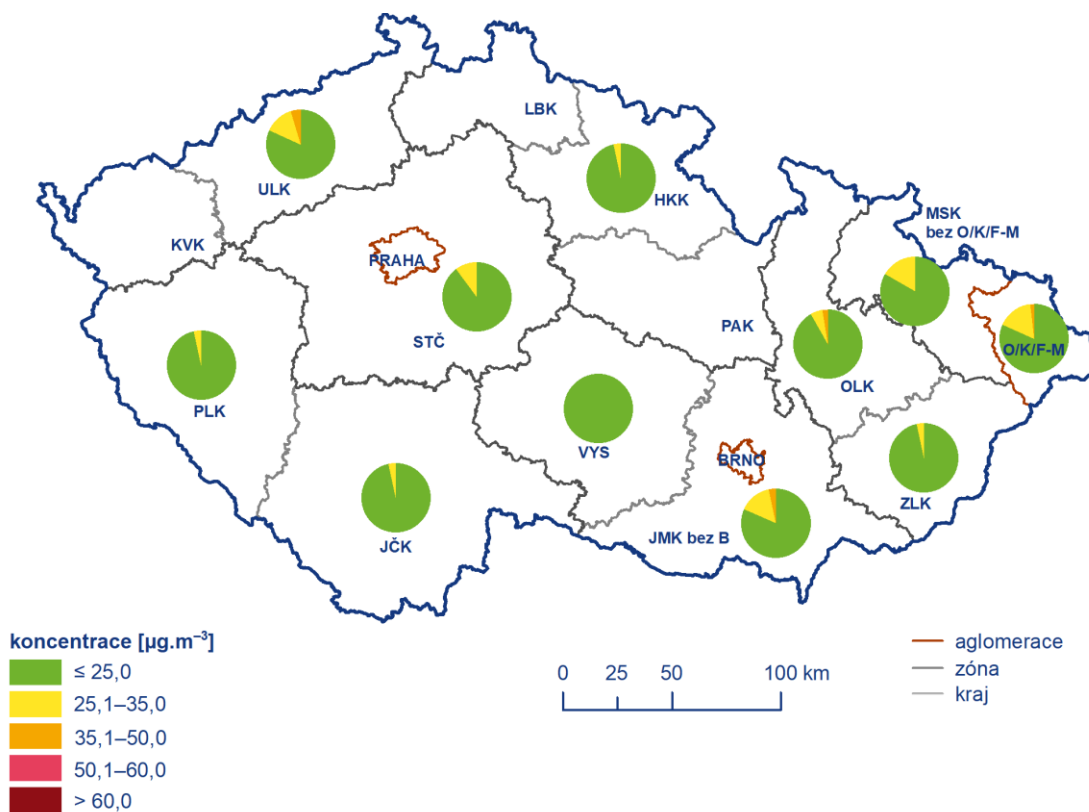 LBK
ULK
HKK
MSK
bez O/K/F-M
KVK
PRAHA
STČ
PAK
O/K/F-M
OLK
PLK
VYS
BRNO
ZLK
JČK
JMK bez B
koncentrace [µg.m⁻³]
≤ 25,0
25,1–35,0
35,1–50,0
50,1–60,0
> 60,0
0 25 50 100 km
aglomerace
zóna
kraj